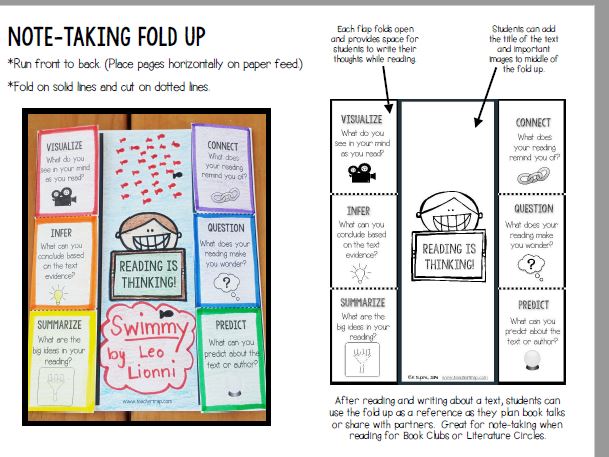 NOTE-TAKING FOLD UP
*Run front to back. (Place pages horizontally on paper feed.)
*Fold on solid lines and cut on dotted lines.
VISUALIZE
What do you
see in your mind
as you read?
INFER
What can you
conclude based
on the text
evidence?
SUMMARIZE
What are the
big ideas in your
reading?
READING IS
THINKING!
Swimmy
by Leo
Lionni
www.teachertrap.com
CONNECT
What does
your reading
remind you of?
QUESTION
What does your
reading make
you wonder?
PREDICT
What can you
predict about the
text or author?
Each flap folds open
and provides space for
students to write their
thoughts while reading.
Students can add
the title of the text
and important
images to middle of
the fold up.
VISUALIZE
What do you
see in your mind
as you read?
INFER
What can you
conclude based
on the text
evidence?
SUMMARIZE
What are the
big ideas in your
reading?
READING IS
THINKING!
www.teachertrap.com
CONNECT
What does
your reading
remind you of?
QUESTION
What does your
reading make
you wonder?
PREDICT
What can you
predict about the
text or author?
After reading and writing about a text, students can
use the fold up as a reference as they plan book talks
or share with partners. Great for note-taking when
reading for Book Clubs or Literature Circles.